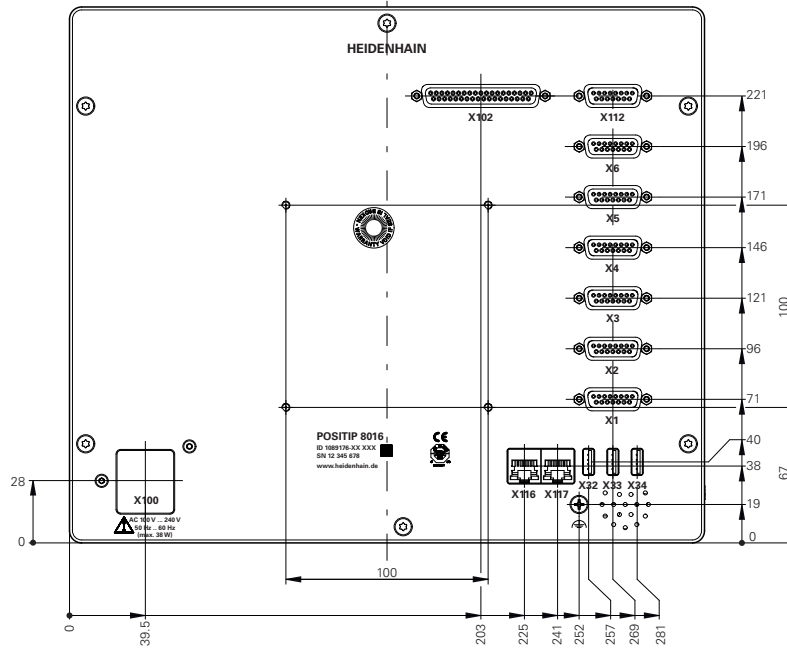 HEIDENHAIN
X102
X112
221
X6
196
X5
171
X4
146
X3
121
100
X2
96
X1
71
POSITIP 8016
CE
ID 1089176-XX XXX
SN 12 345 678
www.heidenhain.de
40
38
67
28
X100
X116
X117
X32
X33
X34
AC 100 V ... 240 V
50 Hz ... 60 Hz
(max. 38 W)
19
0
0
100
0
39.5
203
225
241
252
257
269
281